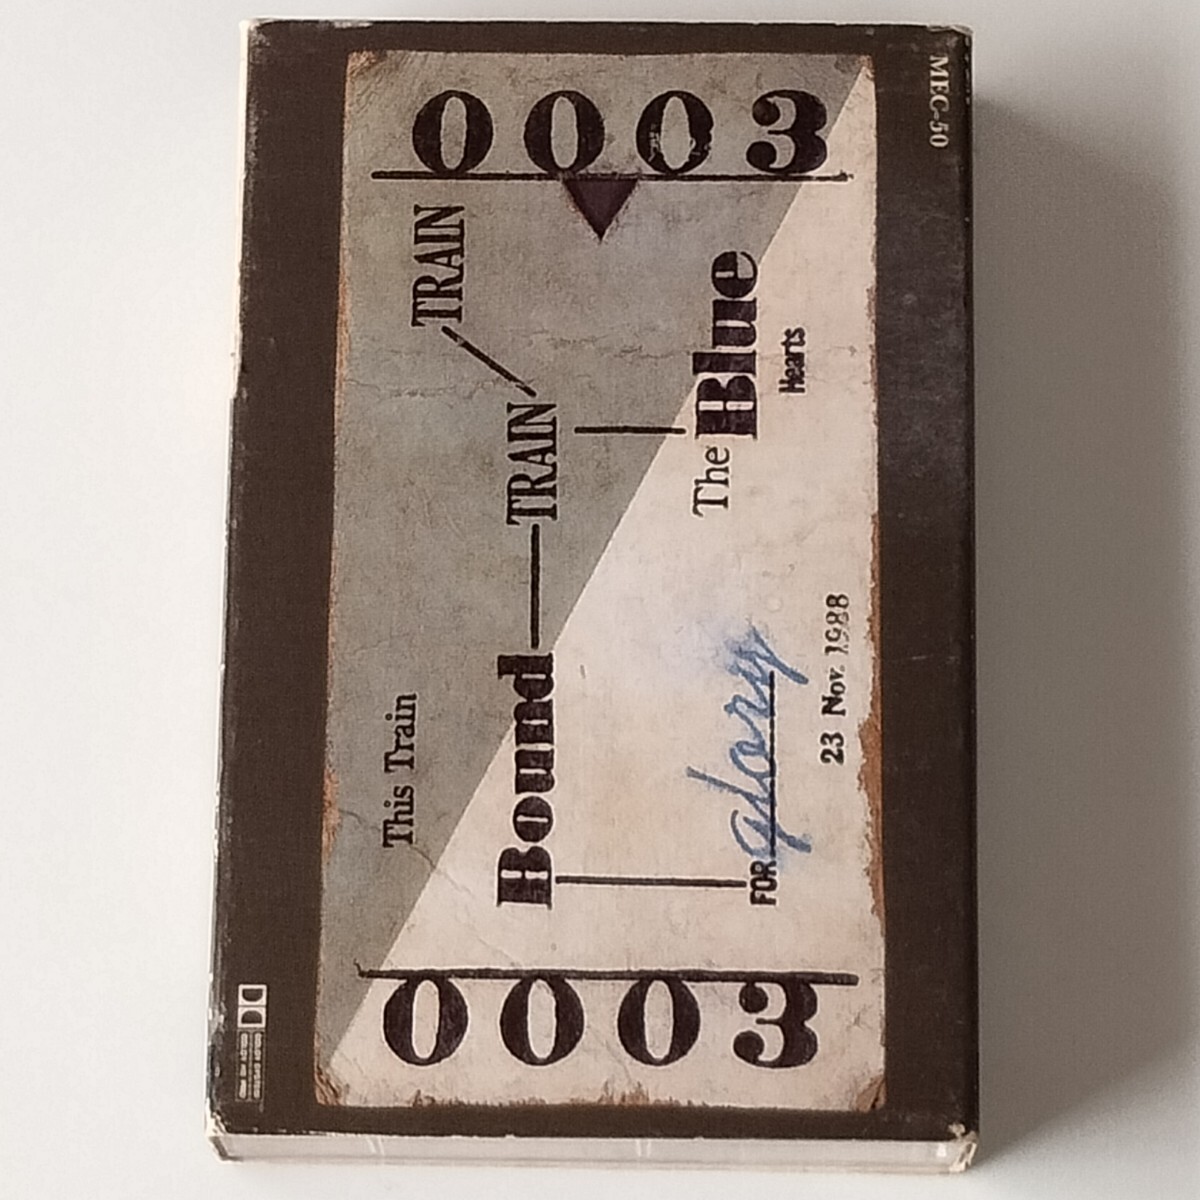 MEC-50
0003
TRAIN
TRAIN
The Blue
Hearts
This Train
Bound
FOR glory
23 Nov. 1988
0003